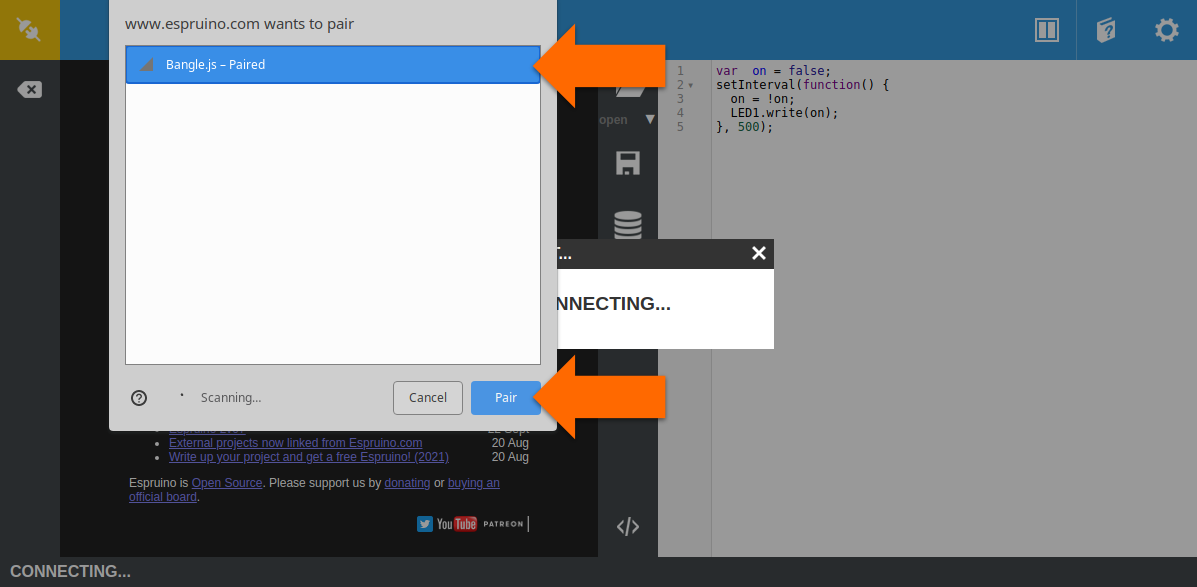 www.espruino.com wants to pair
Bangle.js – Paired
Scanning...
Cancel
Pair
...
NNECTING...
open
1 var on = false;
2 setInterval(function() {
3 on = !on;
4 LED1.write(on);
5 }, 500);
External projects now linked from Espruino.com 20 Aug
Write up your project and get a free Espruino! (2021) 20 Aug
Espruino is Open Source. Please support us by donating or buying an
official board.
YouTube PATREON
CONNECTING...